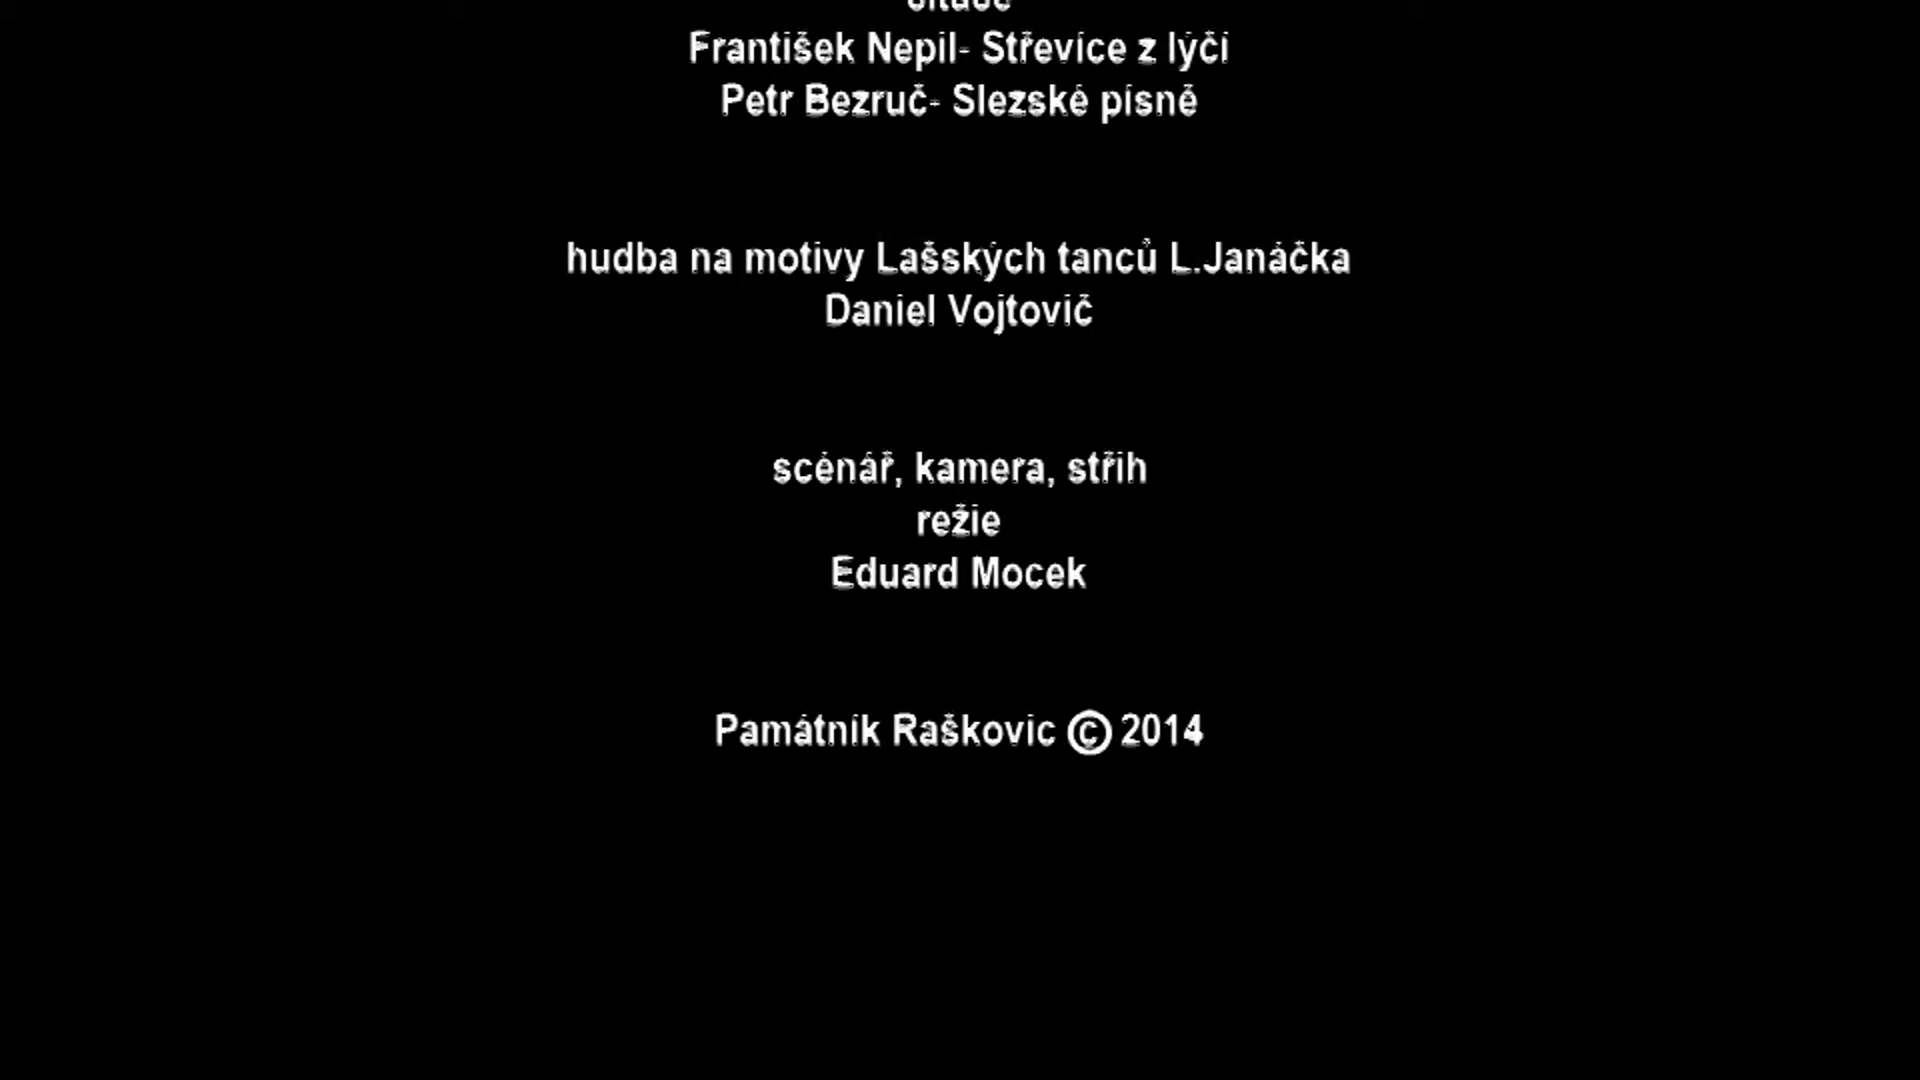 František Nepil- Střevíce z lýčí
Petr Bezruč- Slezské písně
hudba na motivy Lašských tanců L.Janáčka
Daniel Vojtovič
scénář, kamera, střih
režie
Eduard Mocek
Památník Raškovic © 2014